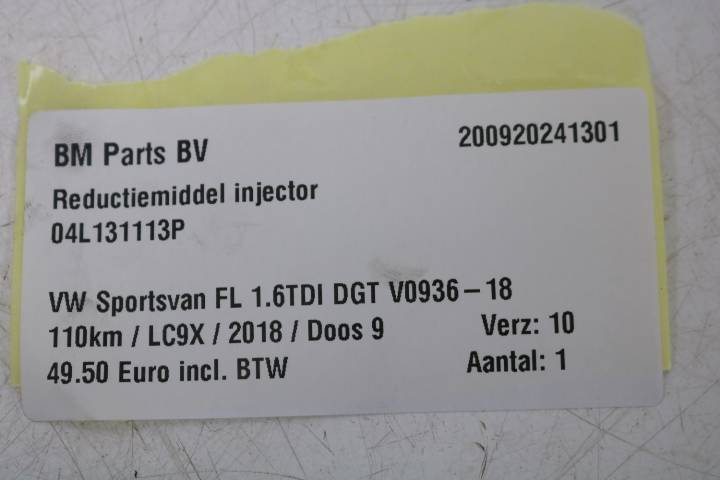 BM Parts BV 200920241301
Reductiemiddel injector
04L131113P
VW Sportsvan FL 1.6TDI DGT V0936-18
110km / LC9X / 2018 / Doos 9 Verz: 10
49.50 Euro incl. BTW Aantal: 1